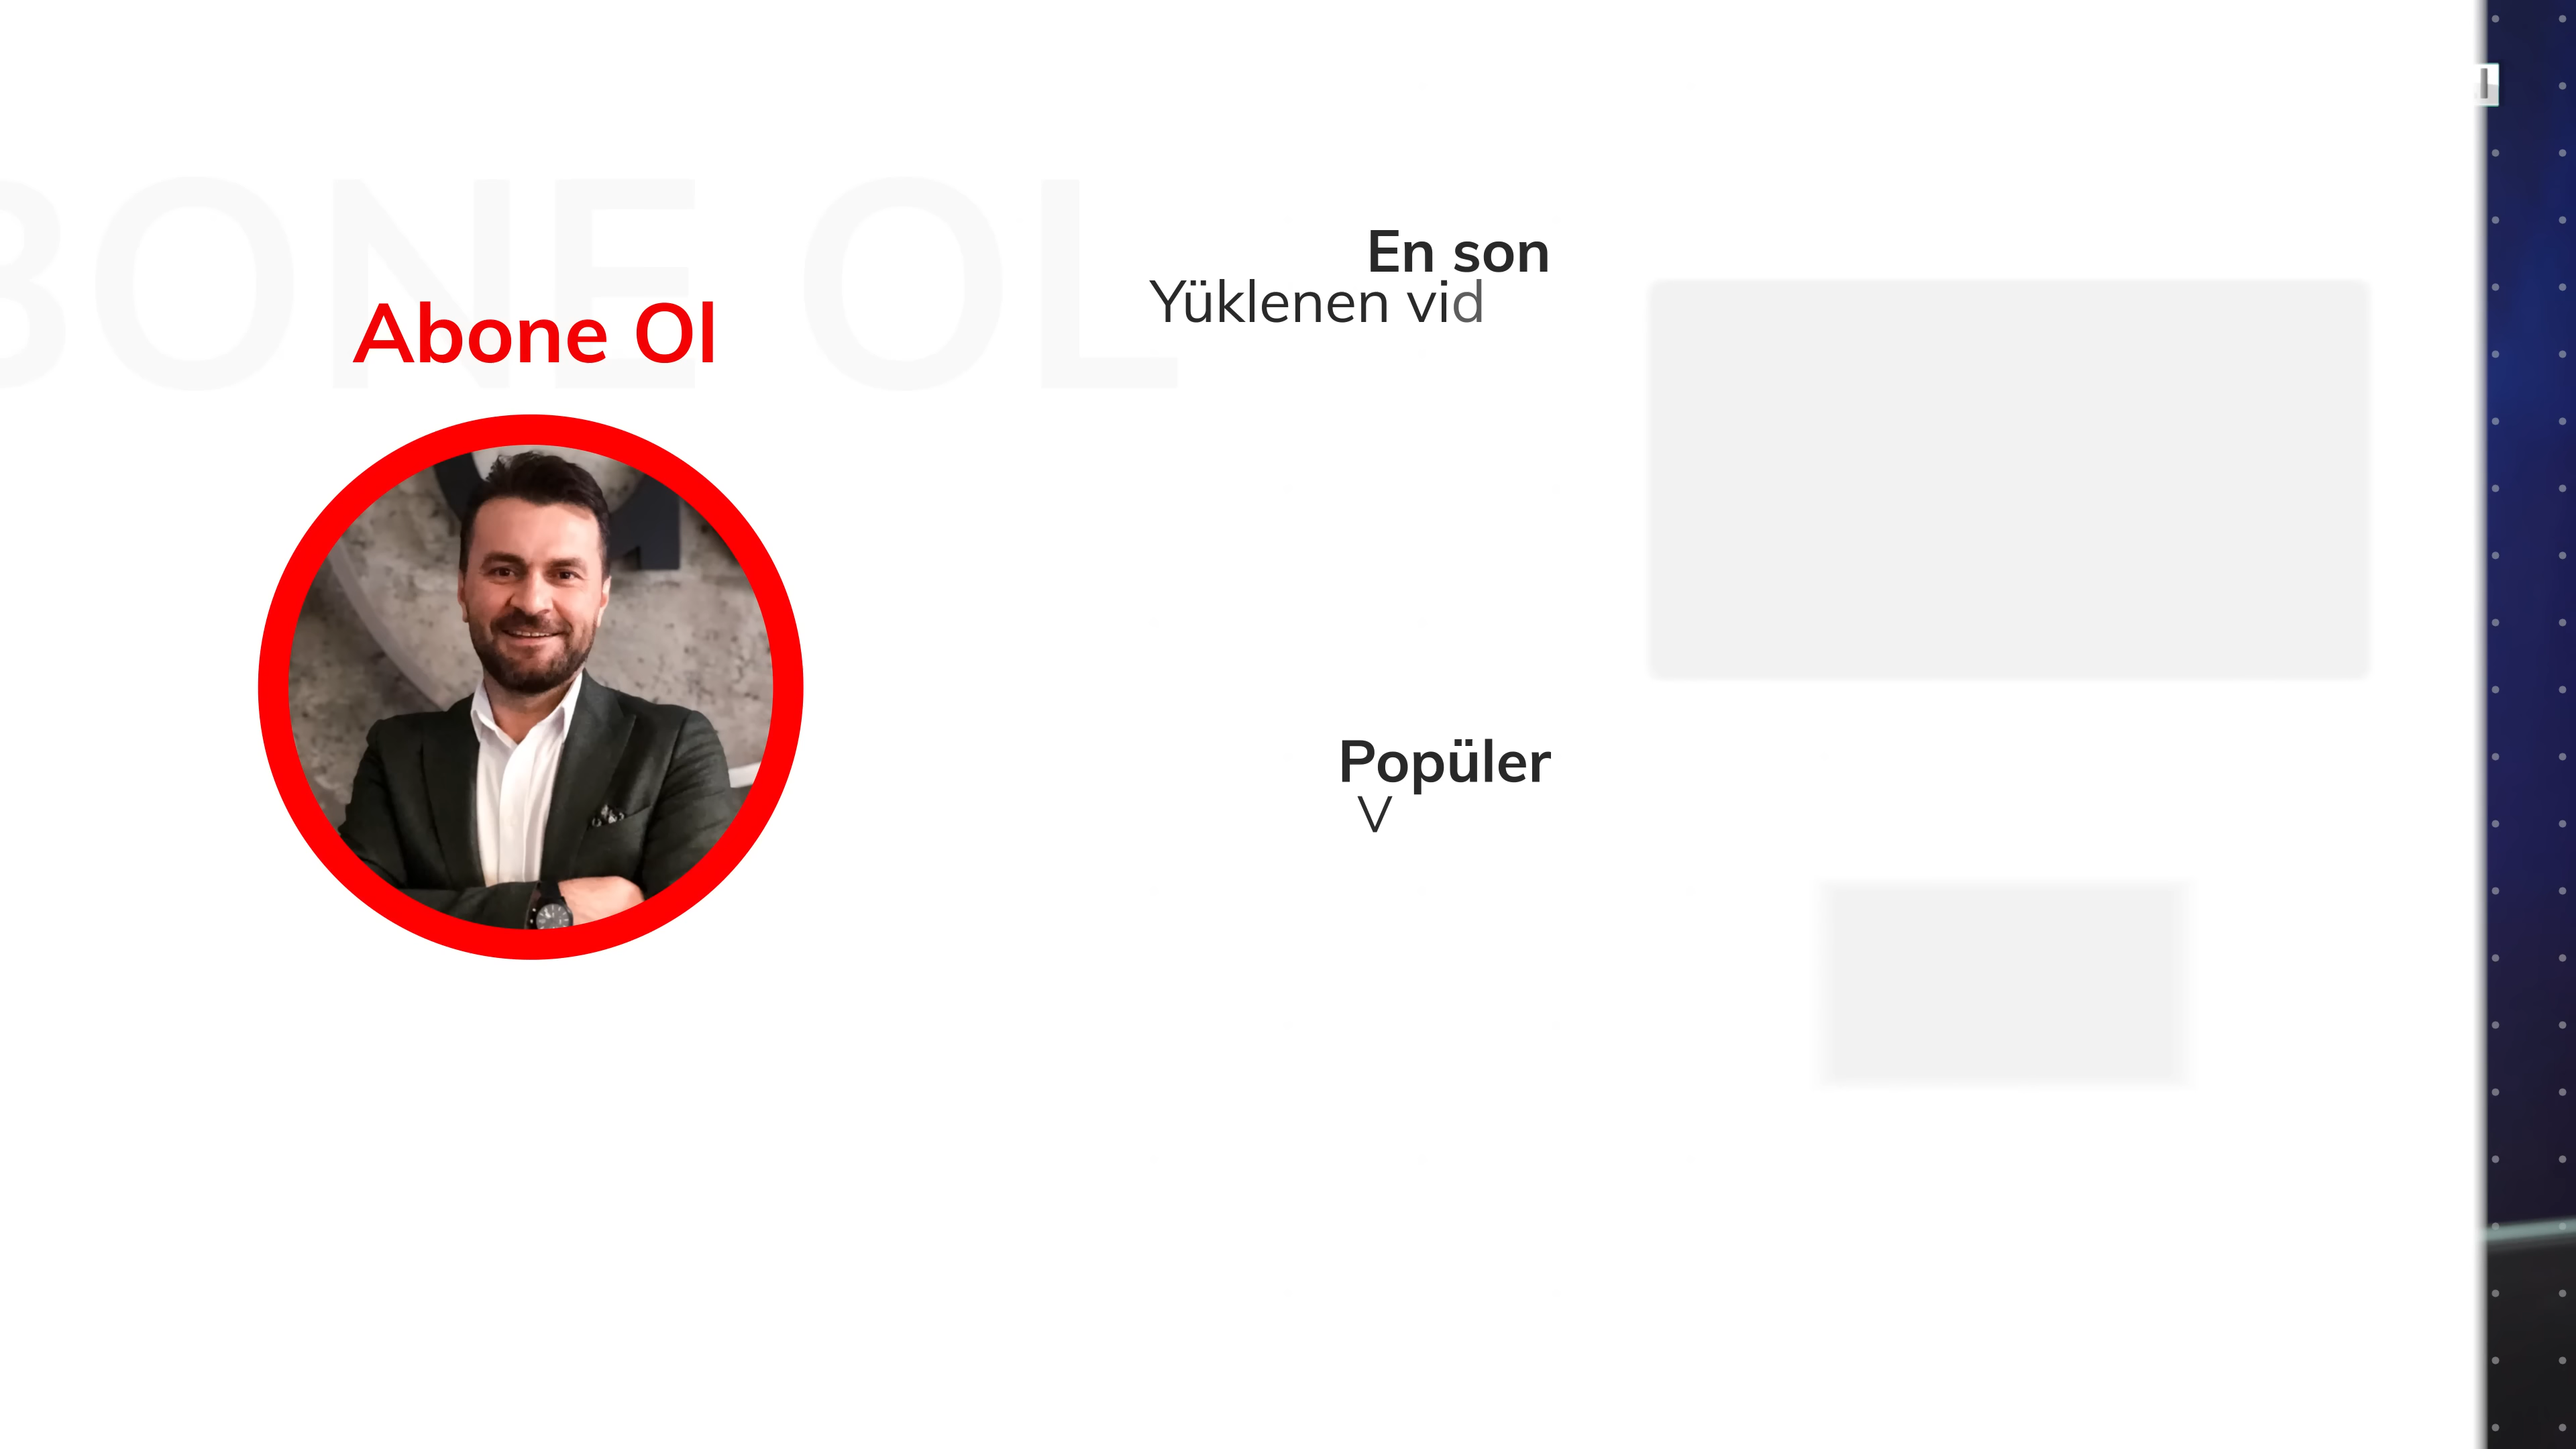 BONE OL
Abone Ol
En son
Yüklenen vid
Popüler
V